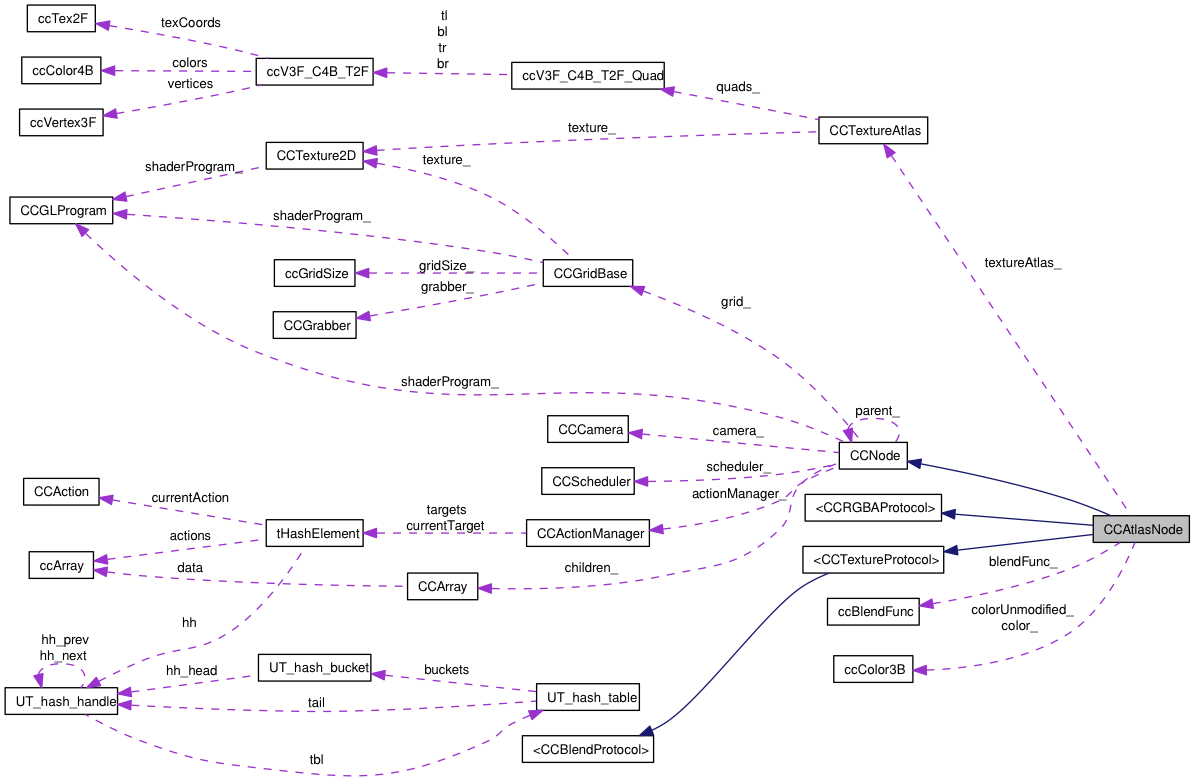 ccTex2F
texCoords
tl
bl
tr
br
ccColor4B
colors
ccV3F_C4B_T2F
ccV3F_C4B_T2F_Quad
vertices
quads_
ccVertex3F
texture_
CCTextureAtlas
shaderProgram_
CCTexture2D
texture_
CCGLProgram
shaderProgram_
ccGridSize
gridSize_
CCGridBase
textureAtlas_
grabber_
grid_
CCGrabber
shaderProgram_
parent_
CCCamera
camera_
CCNode
CCScheduler
scheduler_
CCAction
currentAction
actionManager_
<CCRGBAProtocol>
targets
currentTarget
tHashElement
CCActionManager
CCAtlasNode
actions
<CCTextureProtocol>
ccArray
data
CCArray
children_
blendFunc_
ccBlendFunc
colorUnmodified_
color_
hh
hh_prev
hh_next
hh_head
UT_hash_bucket
buckets
ccColor3B
UT_hash_handle
tail
UT_hash_table
tbl
<CCBlendProtocol>